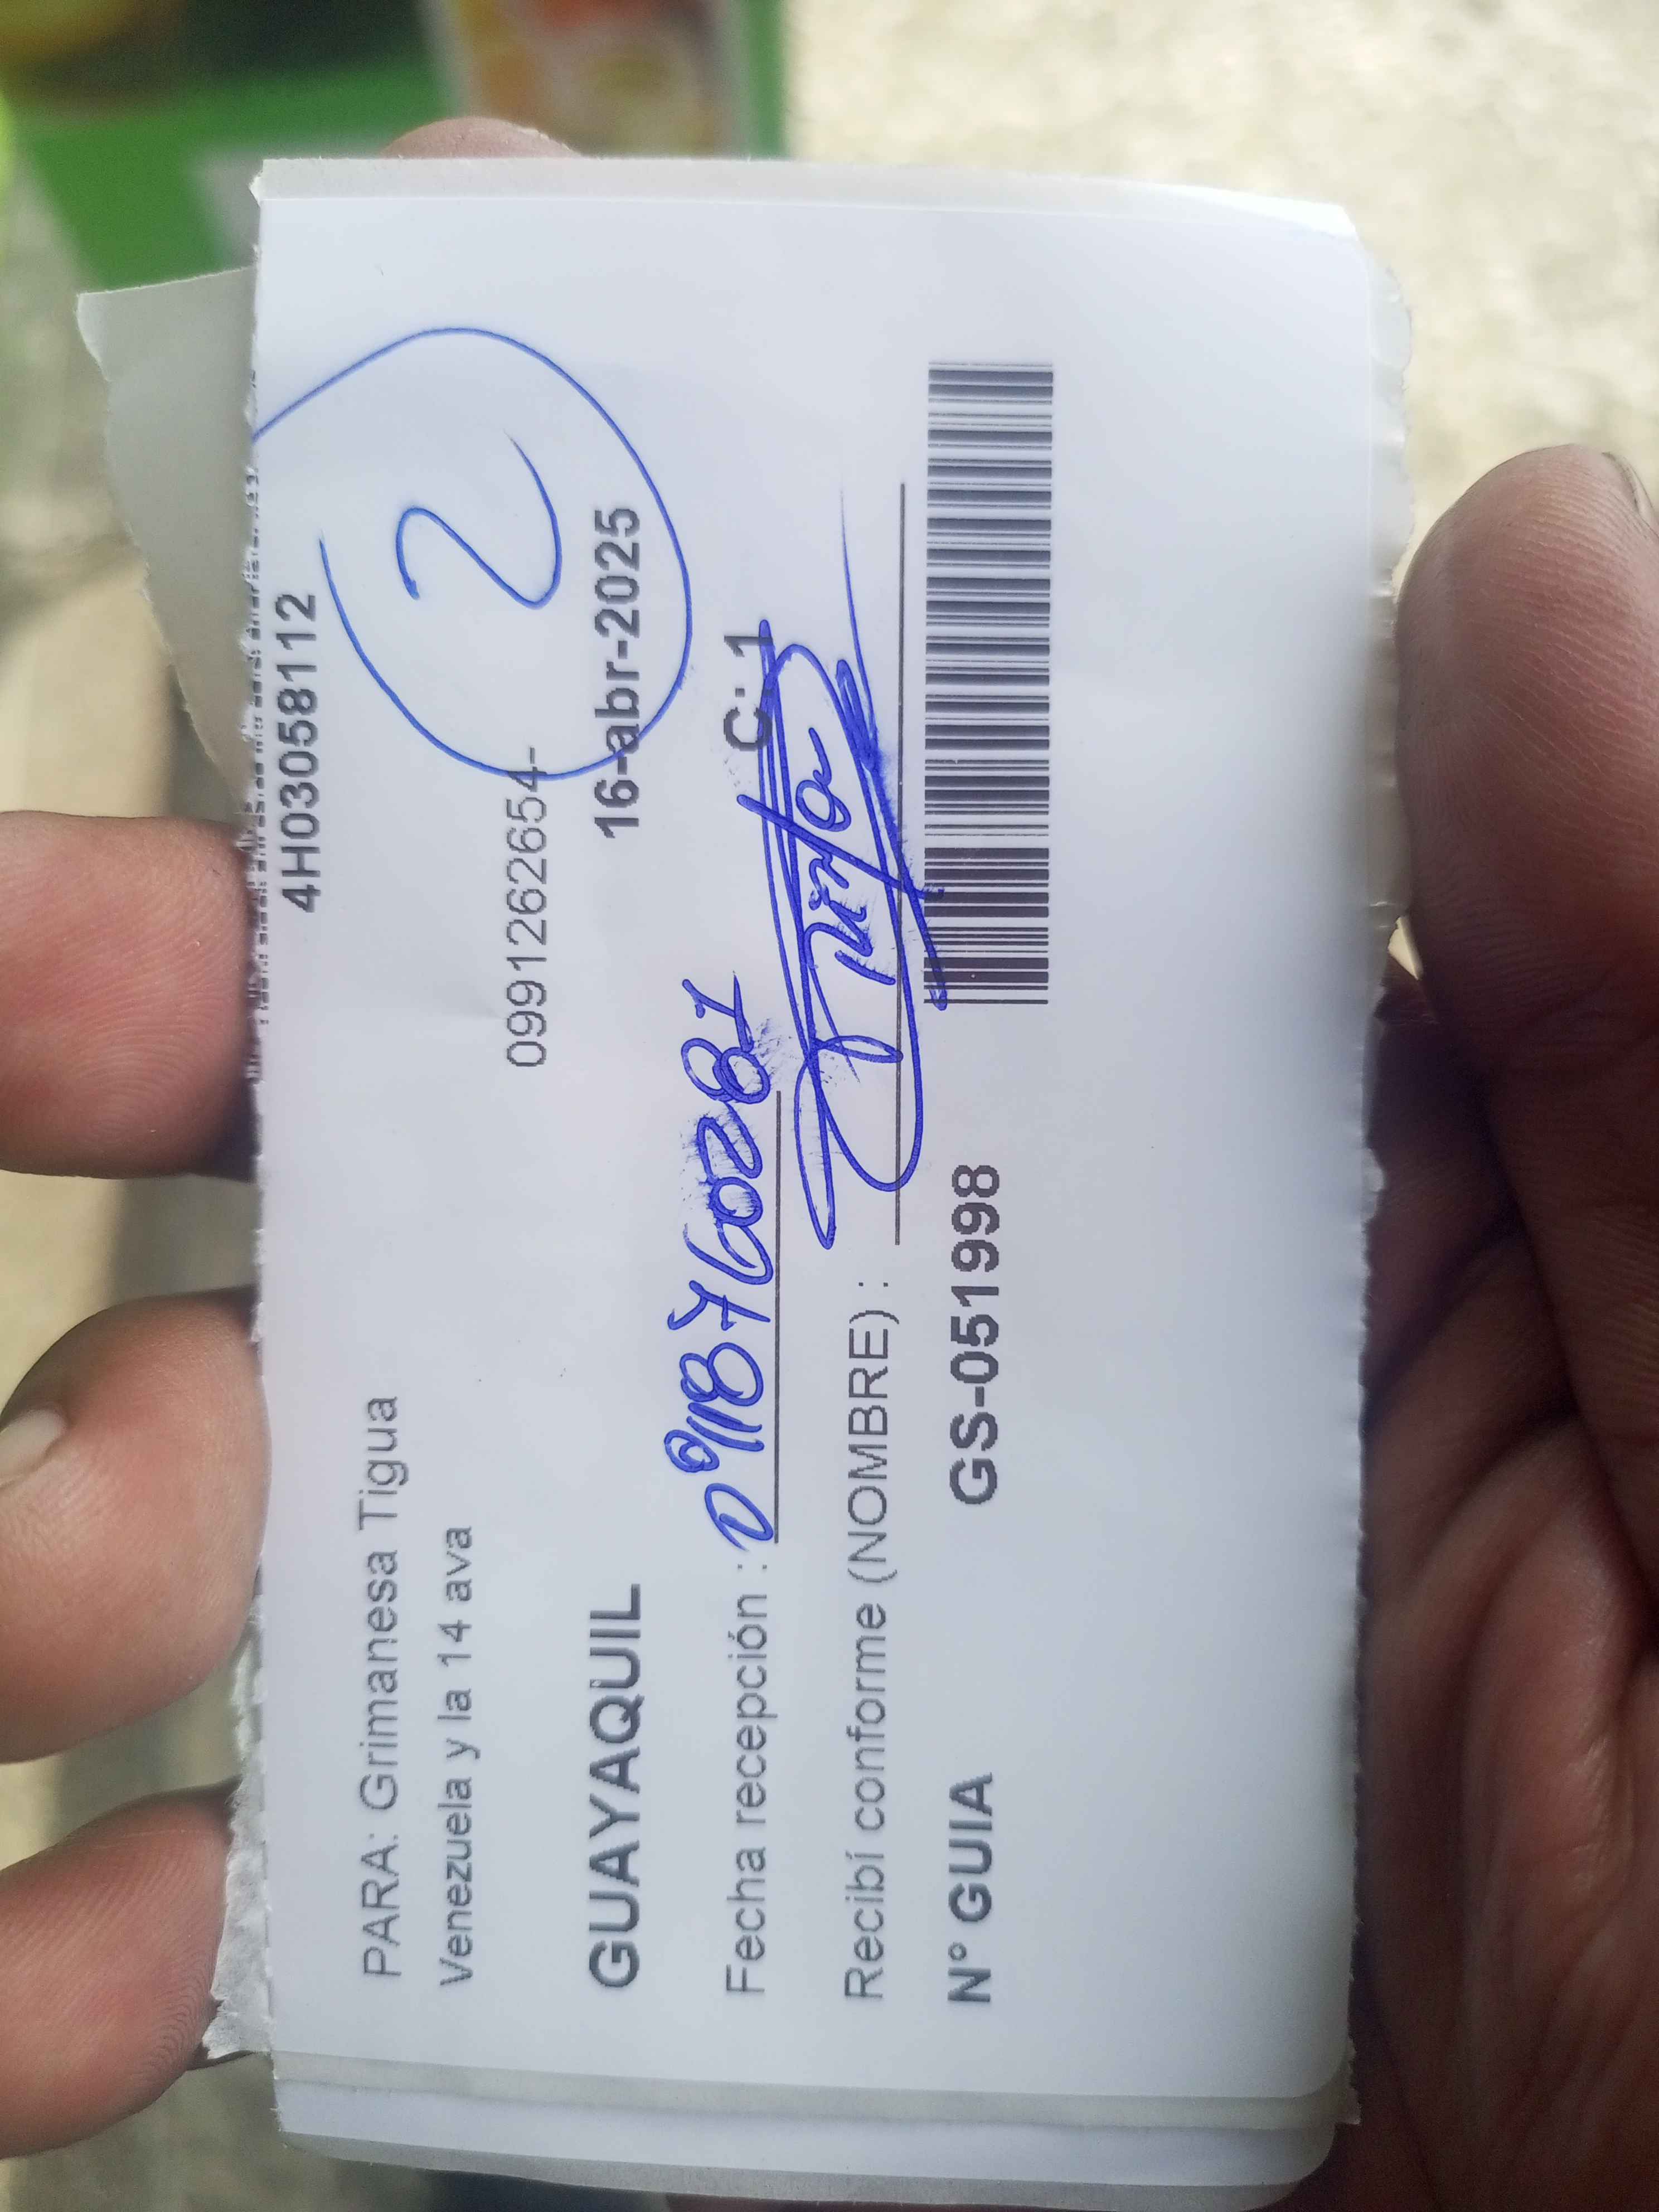 4H03058112
PARA: Grimanesa Tigua
Venezuela y la 14 ava
0991262654-
2
GUAYAQUIL 16-abr-2025
Fecha recepción : C: 1
Recibí conforme (NOMBRE) :
N° GUIA GS-051998